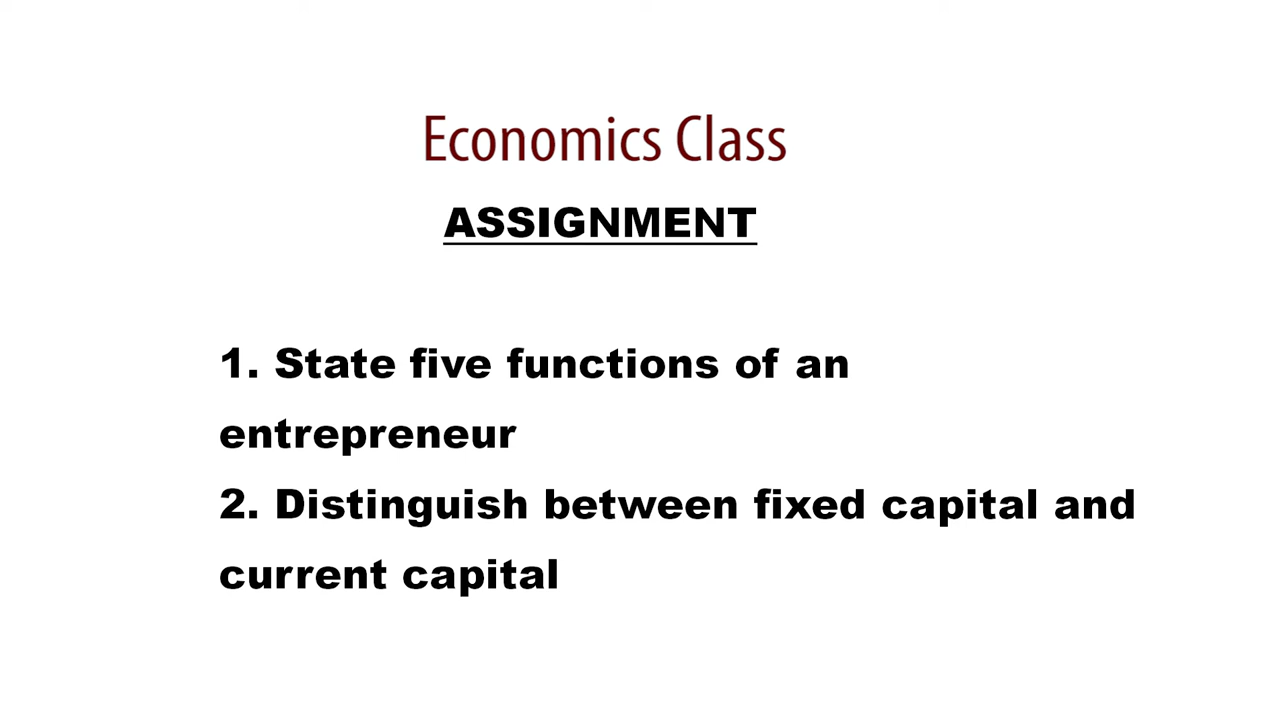 Economics Class
ASSIGNMENT
1. State five functions of an
entrepreneur
2. Distinguish between fixed capital and
current capital